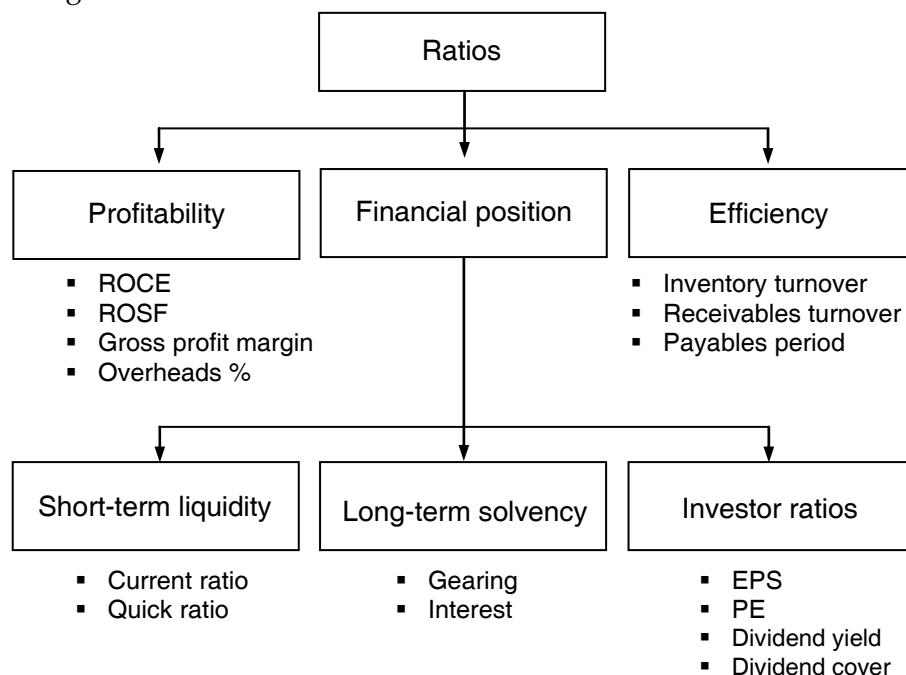 Ratios
Profitability
Financial position
Efficiency
▪ ROCE
▪ ROSF
▪ Gross profit margin
▪ Overheads %
▪ Inventory turnover
▪ Receivables turnover
▪ Payables period
Short-term liquidity
Long-term solvency
Investor ratios
▪ Current ratio
▪ Quick ratio
▪ Gearing
▪ Interest
▪ EPS
▪ PE
▪ Dividend yield
▪ Dividend cover